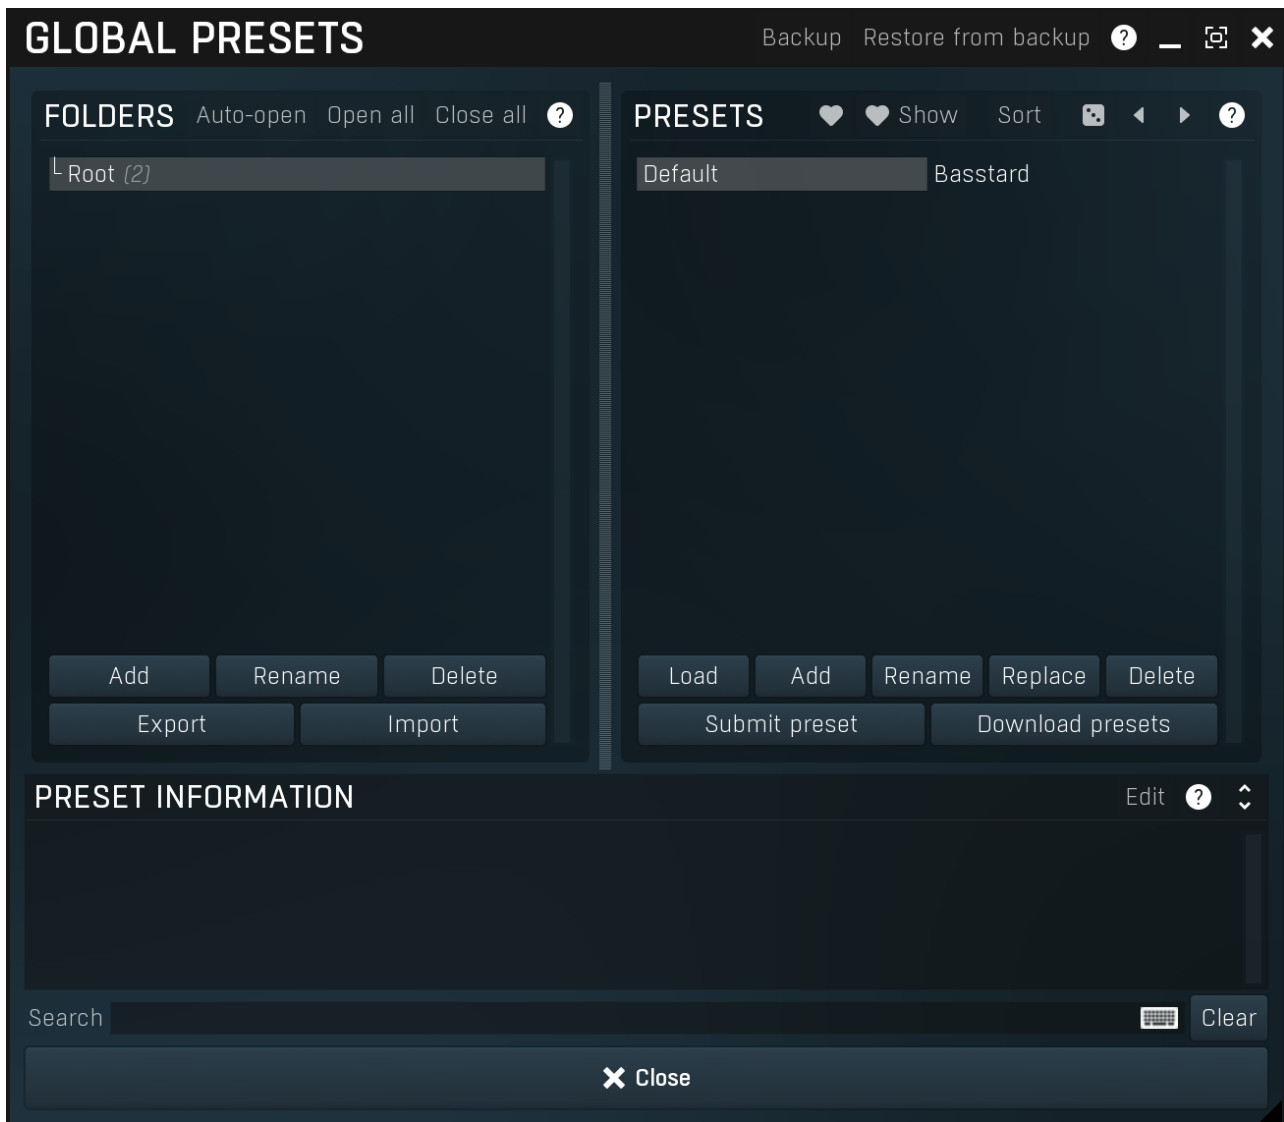 GLOBAL PRESETS Backup Restore from backup ?
FOLDERS Auto-open Open all Close all ?
Root (2)
Add Rename Delete
Export Import
PRESETS Show Sort ?
Default Basstard
Load Add Rename Replace Delete
Submit preset Download presets
PRESET INFORMATION Edit ?
Search Clear
Close